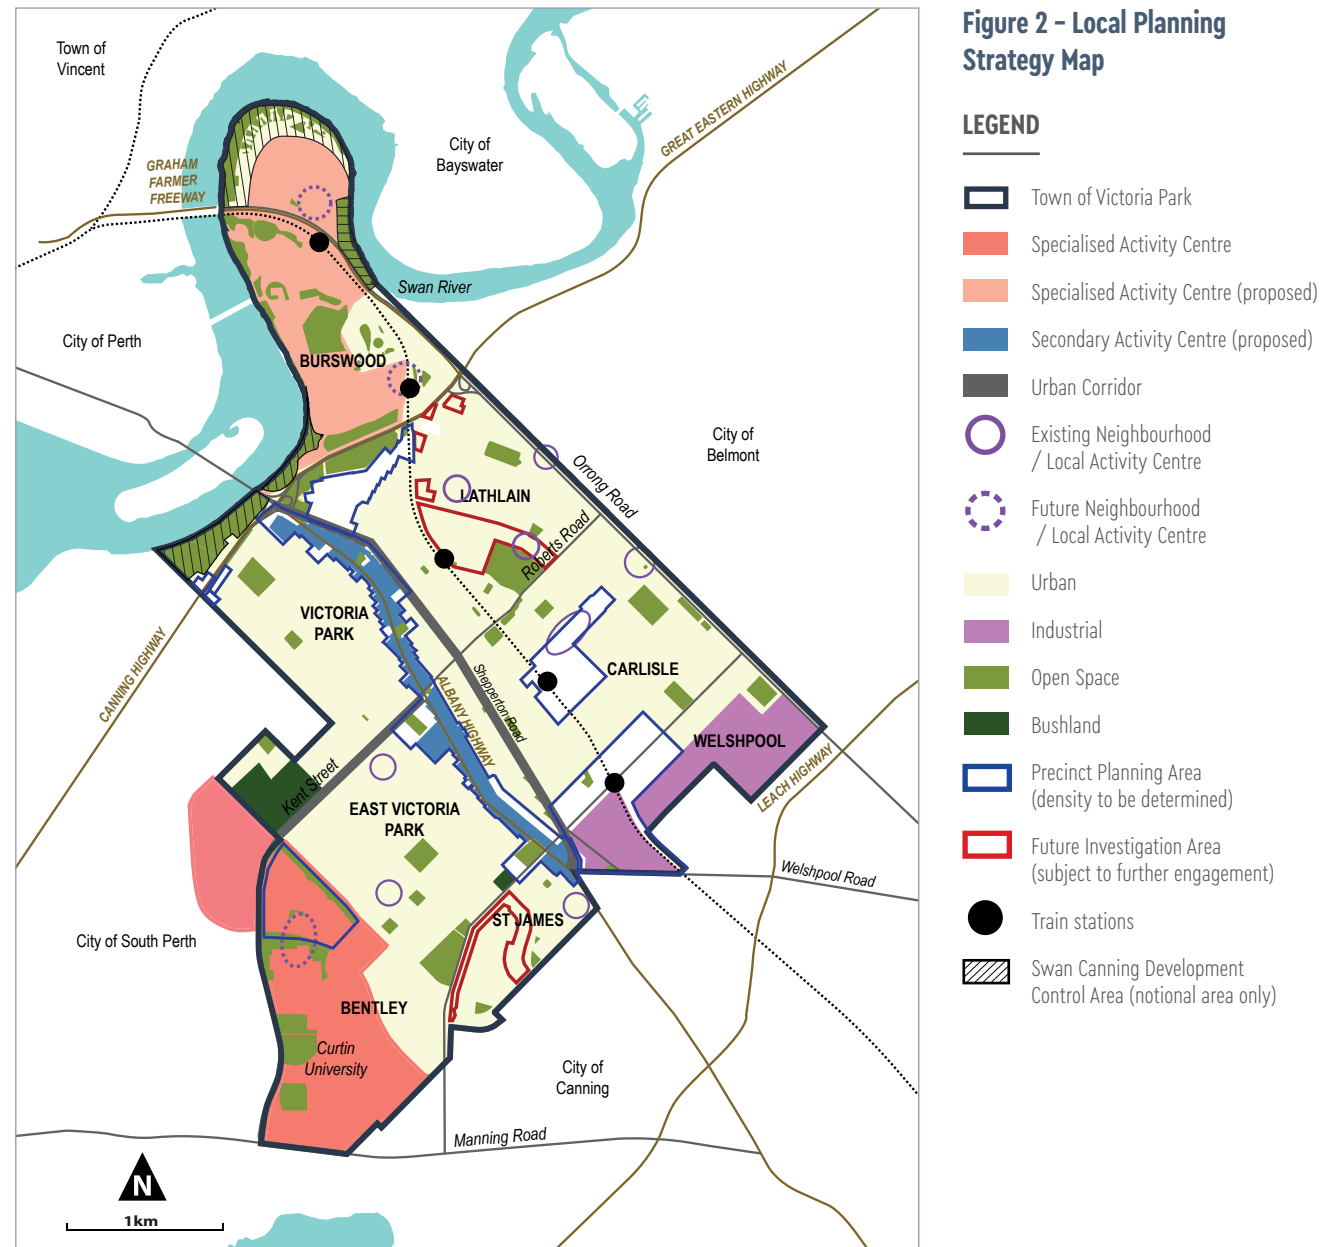 Figure 2 – Local Planning
Strategy Map
LEGEND
Town of Victoria Park
Specialised Activity Centre
Specialised Activity Centre (proposed)
Secondary Activity Centre (proposed)
Urban Corridor
Existing Neighbourhood
/ Local Activity Centre
Future Neighbourhood
/ Local Activity Centre
Urban
Industrial
Open Space
Bushland
Precinct Planning Area
(density to be determined)
Future Investigation Area
(subject to further engagement)
Train stations
Swan Canning Development
Control Area (notional area only)
Town of
Vincent
City of
Bayswater
GREAT EASTERN HIGHWAY
GRAHAM
FARMER
FREEWAY
Swan River
City of Perth
BURSWOOD
City of
Belmont
Orrong Road
LATHLAIN
Roberts Road
VICTORIA
PARK
CARLISLE
CANNING HIGHWAY
ALBANY HIGHWAY
Shepperton Road
WELSHPOOL
LEACH HIGHWAY
Kent Street
EAST VICTORIA
PARK
Welshpool Road
ST JAMES
City of South Perth
BENTLEY
Curtin
University
City of
Canning
Manning Road
N
1km